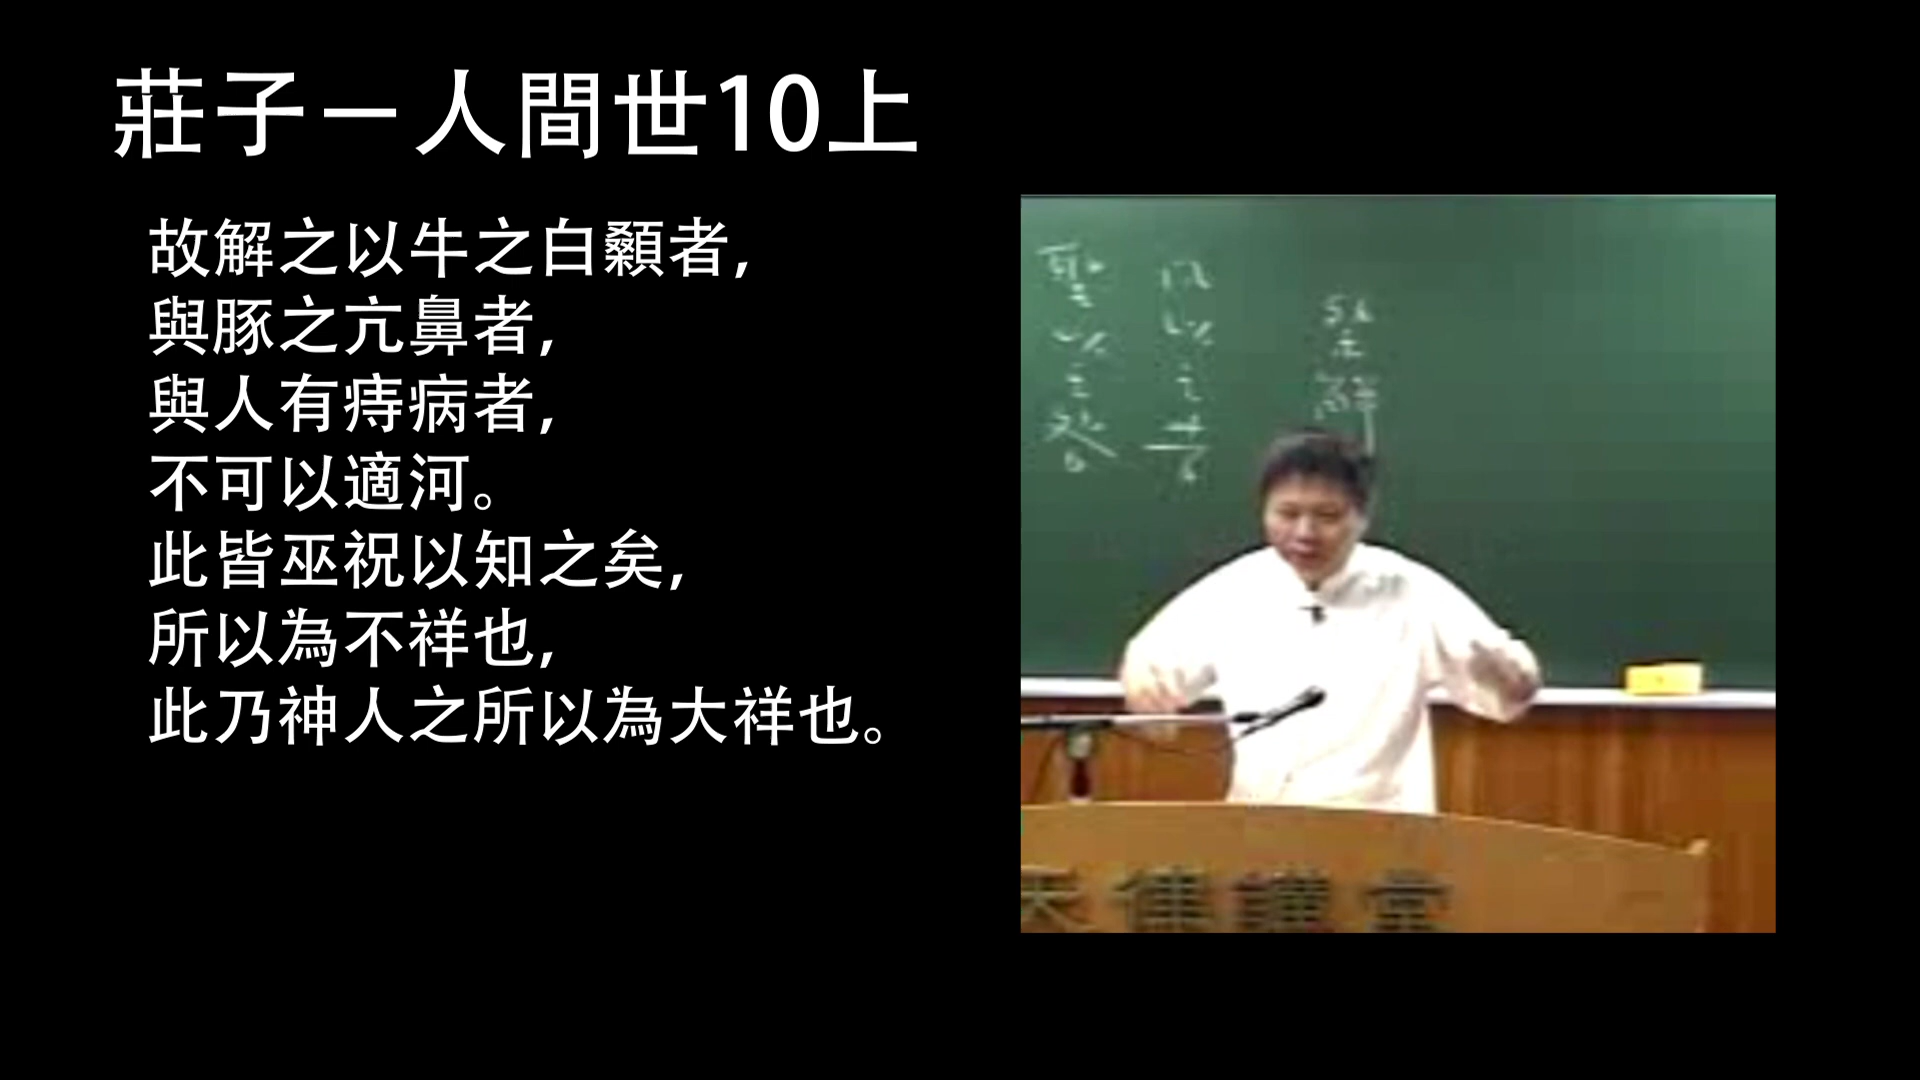 莊子－人間世10上
故解之以牛之白顙者，
與豚之亢鼻者，
與人有痔病者，
不可以適河。
此皆巫祝以知之矣，
所以為不祥也，
此乃神人之所以為大祥也。
講堂